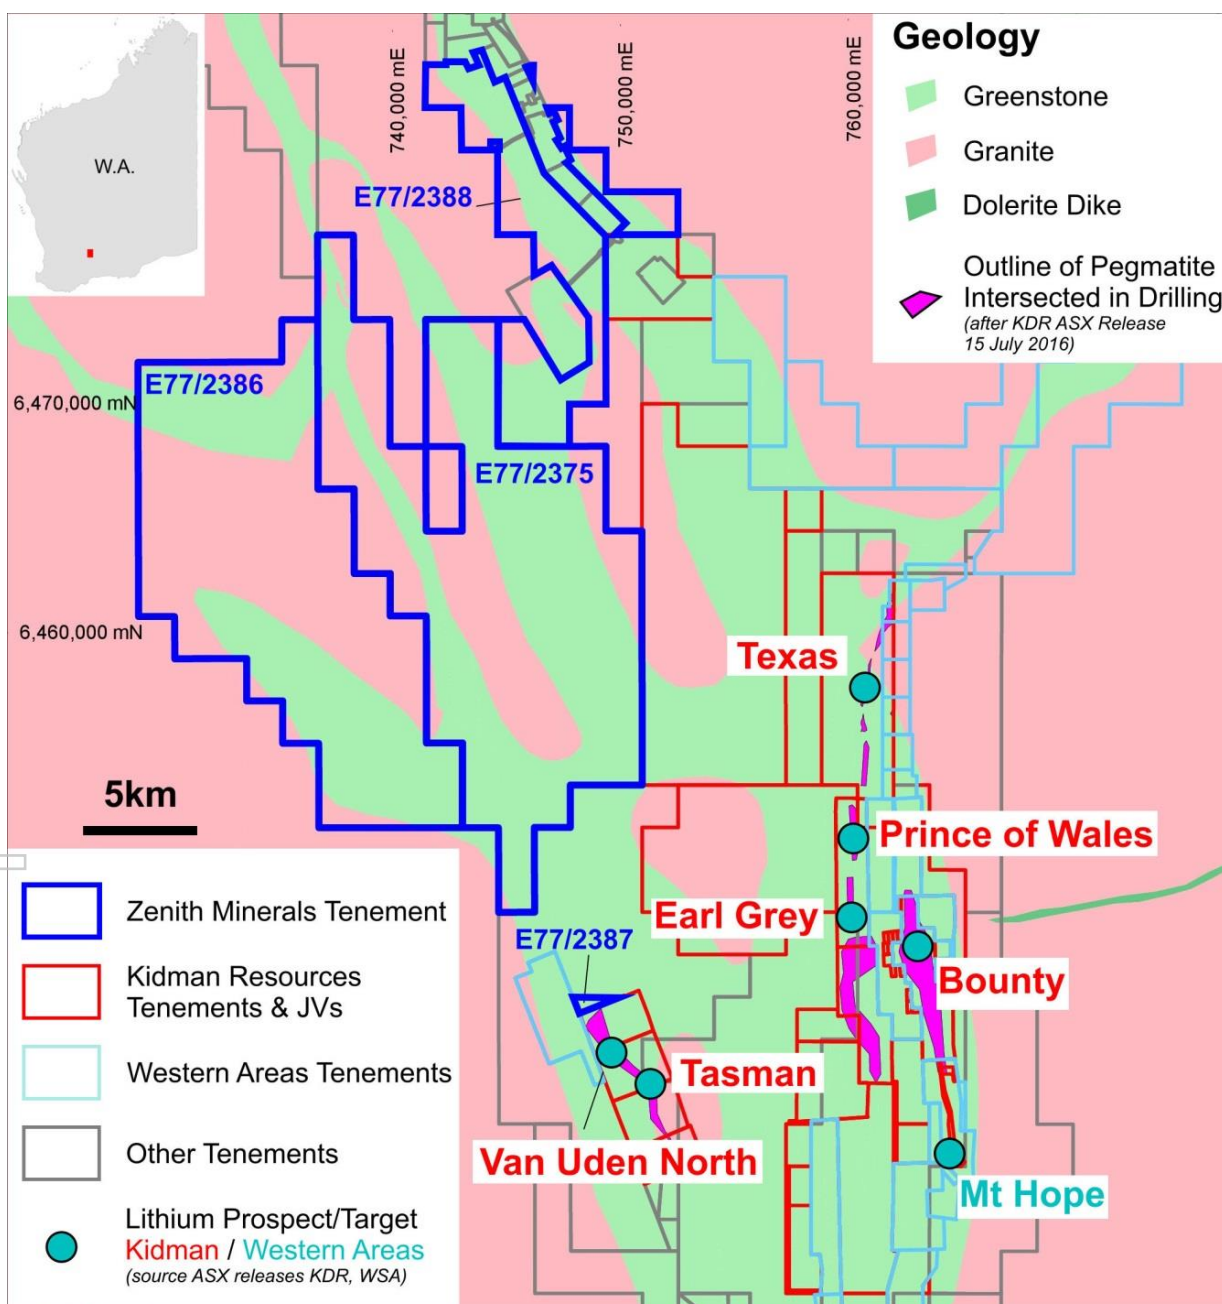 W.A.
740,000 mE
750,000 mE
760,000 mE
Geology
Greenstone
Granite
Dolerite Dike
Outline of Pegmatite
Intersected in Drilling
(after KDR ASX Release
15 July 2016)
E77/2388
E77/2386
6,470,000 mN
E77/2375
6,460,000 mN
Texas
5km
Prince of Wales
Earl Grey
E77/2387
Bounty
Tasman
Van Uden North
Mt Hope
Zenith Minerals Tenement
Kidman Resources
Tenements & JVs
Western Areas Tenements
Other Tenements
Lithium Prospect/Target
Kidman / Western Areas
(source ASX releases KDR, WSA)